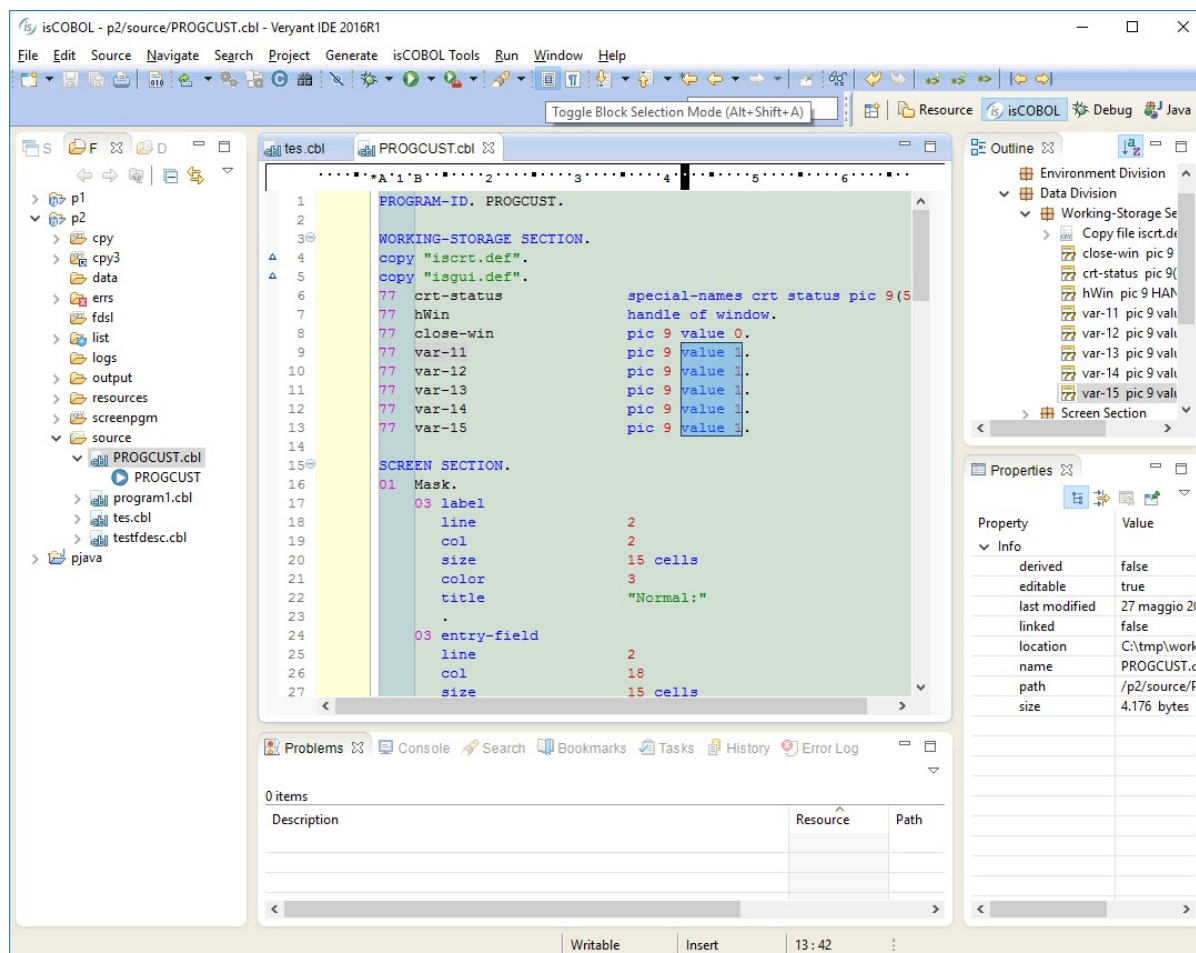 isCOBOL - p2/source/PROGCUST.cbl - Veryant IDE 2016R1
File Edit Source Navigate Search Project Generate isCOBOL Tools Run Window Help
Toggle Block Selection Mode (Alt+Shift+A)
Resource isCOBOL Debug Java
S F D
p1
p2
cpy
cpy3
data
errs
fdsl
list
logs
output
resources
screenpgm
source
PROGCUST.cbl
PROGCUST
program1.cbl
tes.cbl
testfdesc.cbl
pjava
tes.cbl PROGCUST.cbl
*A 1 B 2 3 4 5 6
1 PROGRAM-ID. PROGCUST.
2
3 WORKING-STORAGE SECTION.
4 copy "iscrt.def".
5 copy "isgui.def".
6 77 crt-status special-names crt status pic 9(5
7 77 hWin handle of window.
8 77 close-win pic 9 value 0.
9 77 var-11 pic 9 value 1.
10 77 var-12 pic 9 value 1.
11 77 var-13 pic 9 value 1.
12 77 var-14 pic 9 value 1.
13 77 var-15 pic 9 value 1.
14
15 SCREEN SECTION.
16 01 Mask.
17 03 label
18 line 2
19 col 2
20 size 15 cells
21 color 3
22 title "Normal:"
23 .
24 03 entry-field
25 line 2
26 col 18
27 size 15 cells
Outline
Environment Division
Data Division
Working-Storage Se
Copy file iscrt.de
close-win pic 9
crt-status pic 9(
hWin pic 9 HAN
var-11 pic 9 valu
var-12 pic 9 valu
var-13 pic 9 valu
var-14 pic 9 valu
var-15 pic 9 valu
Screen Section
Properties
Property Value
Info
derived false
editable true
last modified 27 maggio 20
linked false
location C:\tmp\work
name PROGCUST.c
path /p2/source/P
size 4.176 bytes
Problems Console Search Bookmarks Tasks History Error Log
0 items
Description Resource Path
Writable Insert 13 : 42